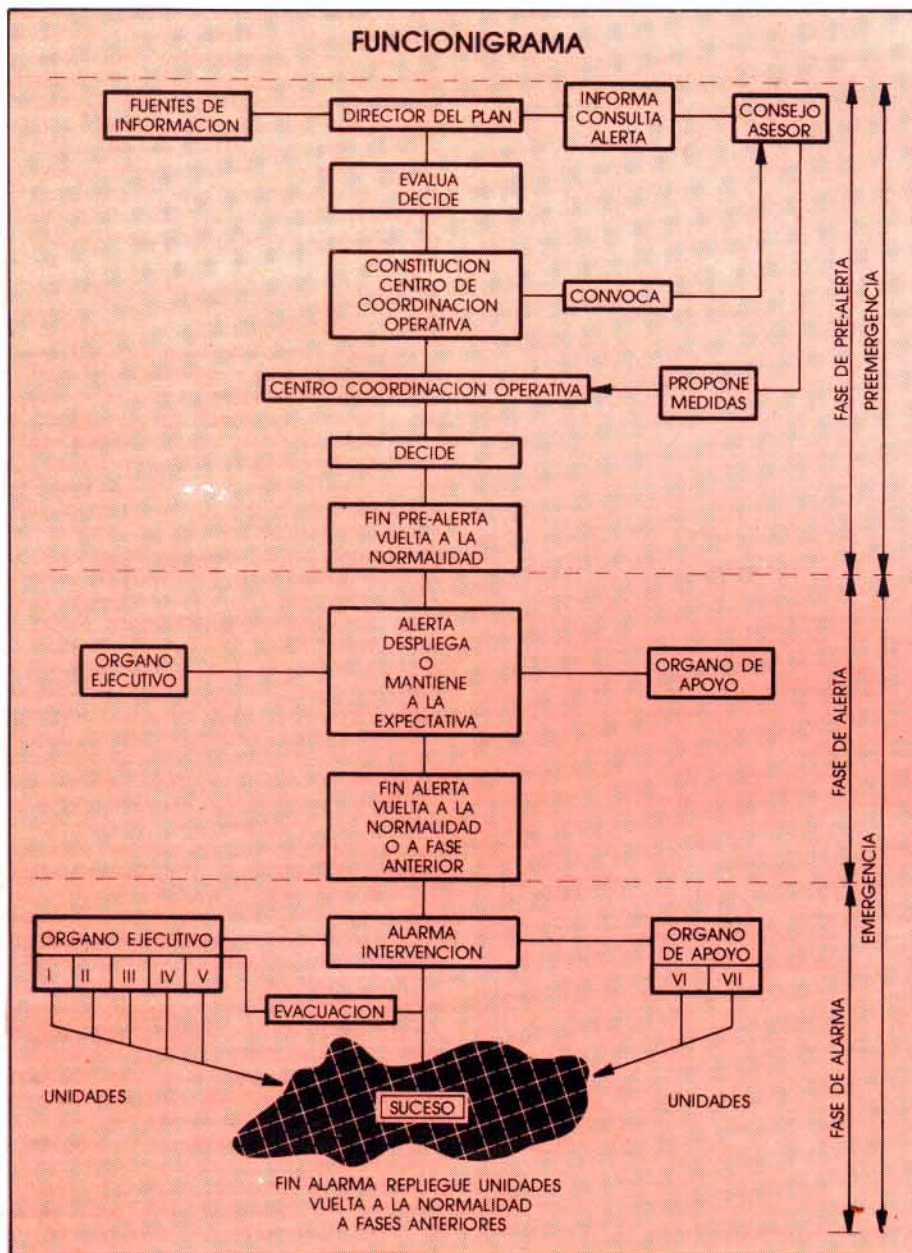 FUNCIONIGRAMA
FUENTES DE
INFORMACION
DIRECTOR DEL PLAN
INFORMA
CONSULTA
ALERTA
CONSEJO
ASESOR
EVALUA
DECIDE
CONSTITUCION
CENTRO DE
COORDINACION
OPERATIVA
CONVOCA
CENTRO COORDINACION OPERATIVA
PROPONE
MEDIDAS
DECIDE
FIN PRE-ALERTA
VUELTA A LA
NORMALIDAD
FASE DE PRE-ALERTA
PREEMERGENCIA
ORGANO
EJECUTIVO
ALERTA
DESPLIEGA
O
MANTIENE
A LA
EXPECTATIVA
ORGANO DE
APOYO
FIN ALERTA
VUELTA A LA
NORMALIDAD
O A FASE
ANTERIOR
FASE DE ALERTA
EMERGENCIA
ORGANO EJECUTIVO
I II III IV V
ALARMA
INTERVENCION
ORGANO
DE APOYO
VI VII
EVACUACION
UNIDADES
SUCESO
UNIDADES
FASE DE ALARMA
FIN ALARMA REPLIEGUE UNIDADES
VUELTA A LA NORMALIDAD
A FASES ANTERIORES